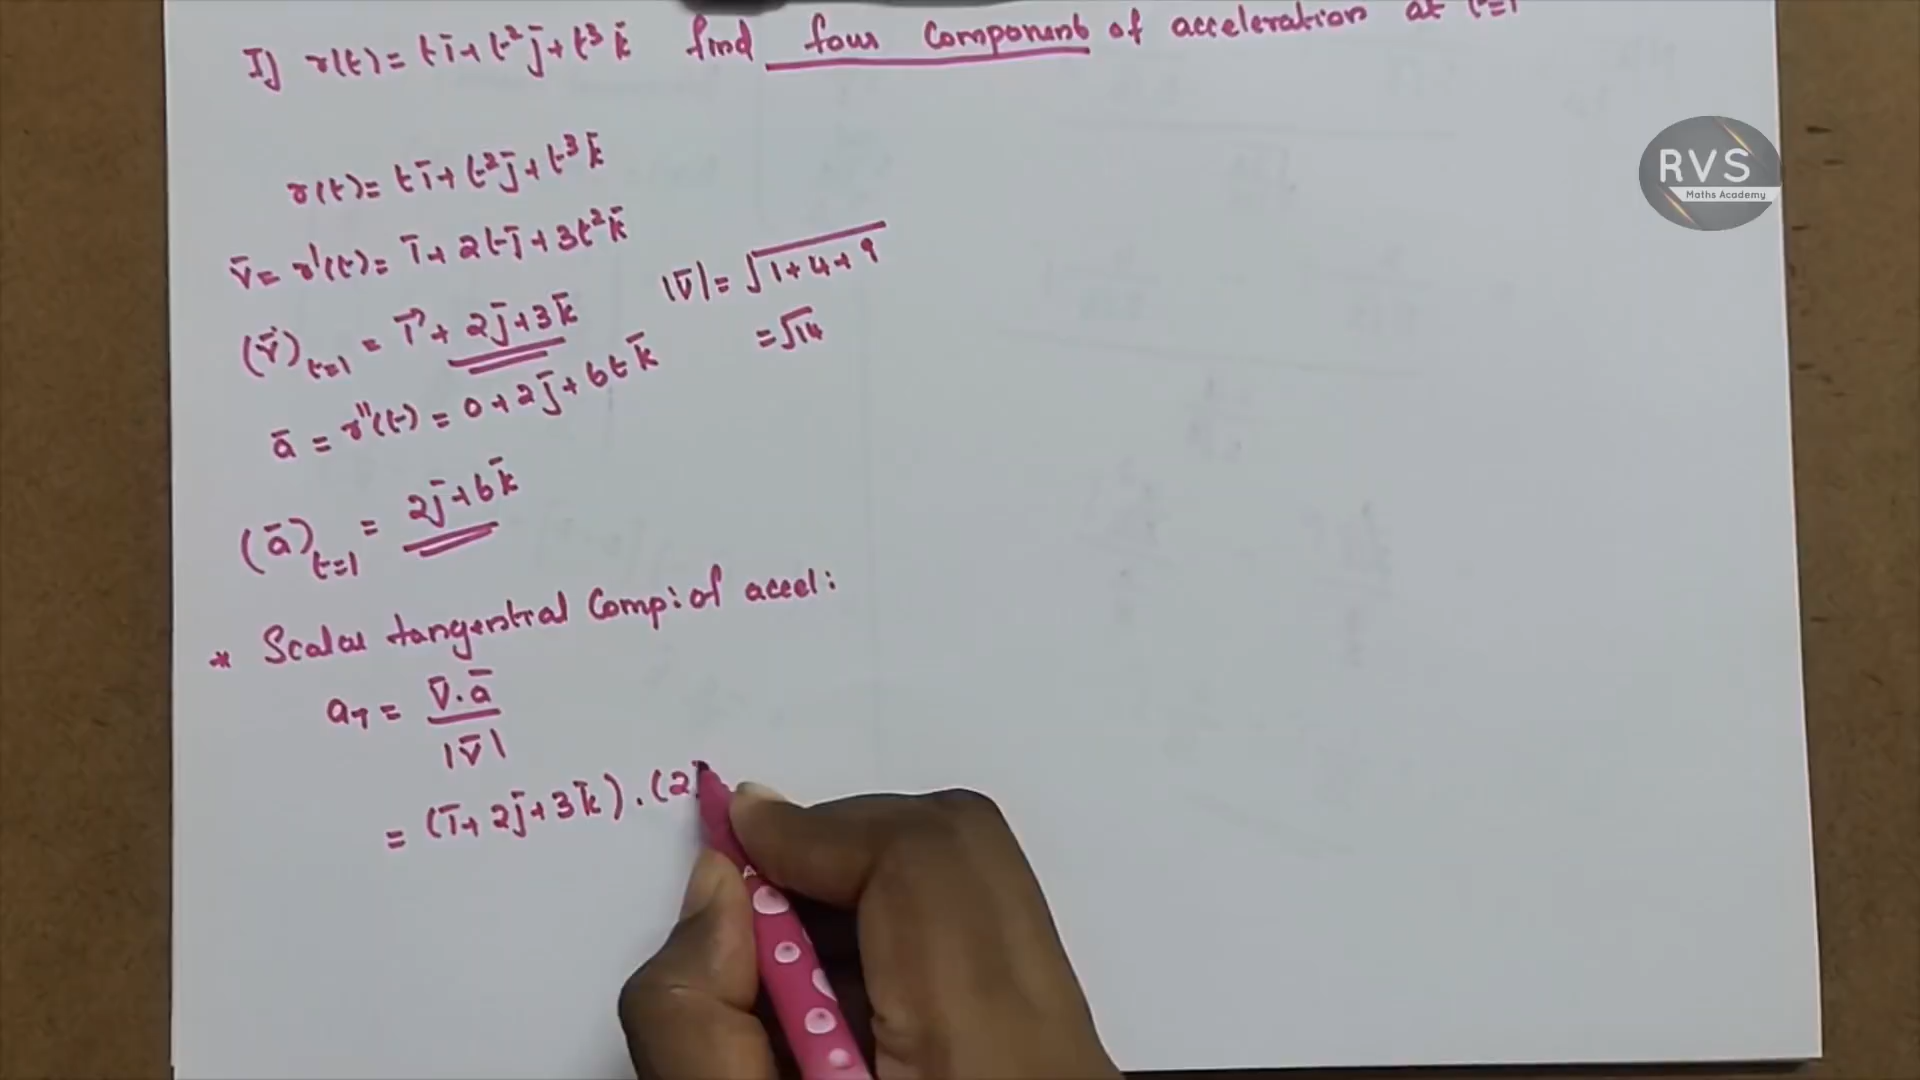 If r(t) = t i̅ + t² j̅ + t³ k̅ find four components of acceleration at t=1
r(t) = t i̅ + t² j̅ + t³ k̅
v̅ = r'(t) = i̅ + 2t j̅ + 3t² k̅
|v̅| = √1+4+9
(v̅)t=1 = i⃗ + 2j̅ + 3k̅
= √14
a̅ = r''(t) = 0 + 2j̅ + 6t k̅
(a̅)t=1 = 2j̅ + 6k̅
* Scalar tangential Comp: of accel:
aT = v̅ . a̅ / |v̅|
= (i̅ + 2j̅ + 3k̅) . (2
RVS
Maths Academy